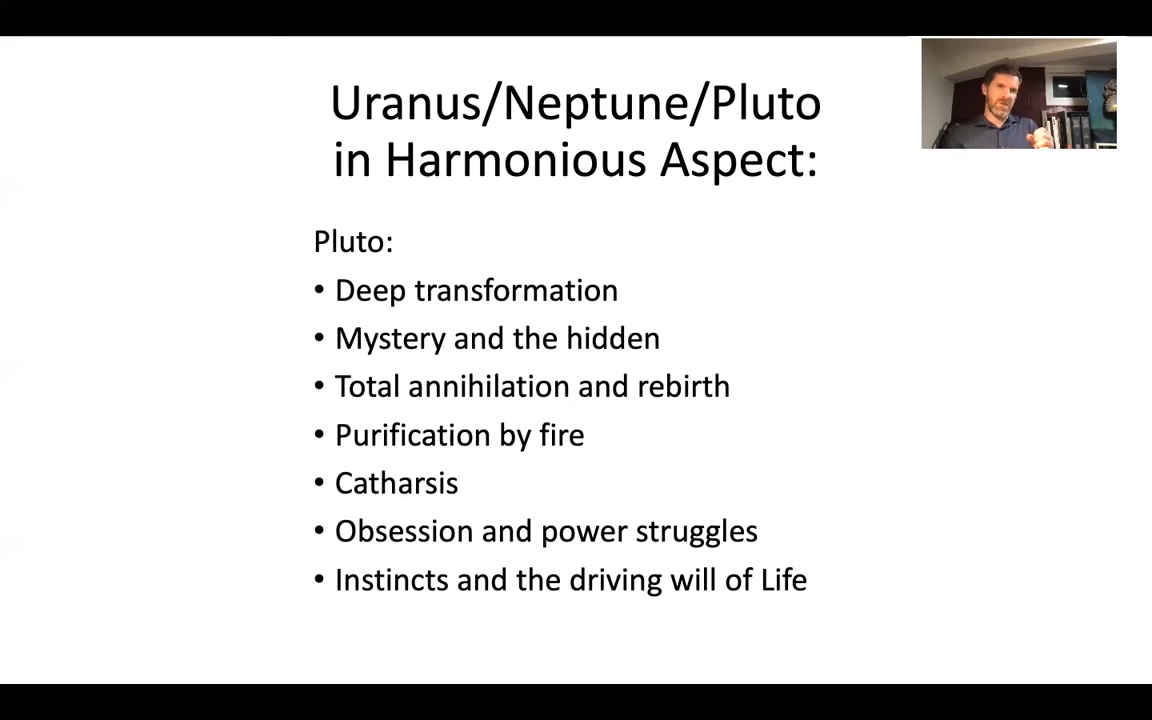 Uranus/Neptune/Pluto
in Harmonious Aspect:
Pluto:
• Deep transformation
• Mystery and the hidden
• Total annihilation and rebirth
• Purification by fire
• Catharsis
• Obsession and power struggles
• Instincts and the driving will of Life